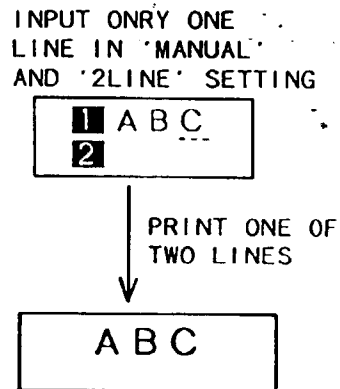 INPUT ONRY ONE
LINE IN 'MANUAL'
AND '2LINE' SETTING
1 A B C
2
PRINT ONE OF
TWO LINES
A B C